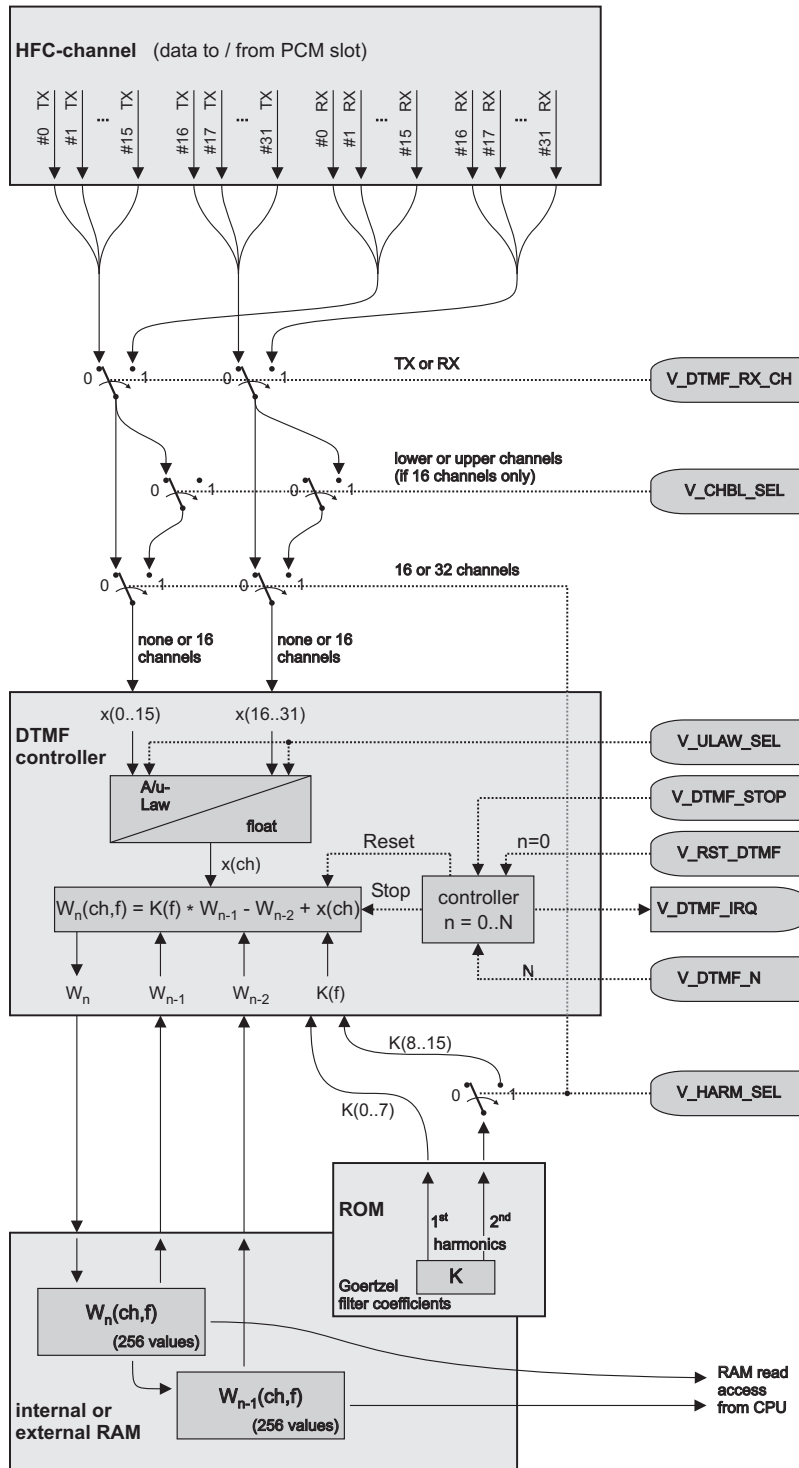 HFC-channel (data to / from PCM slot)
#0 TX
#1 TX
...
#15 TX
#16 TX
#17 TX
...
#31 TX
#0 RX
#1 RX
...
#15 RX
#16 RX
#17 RX
...
#31 RX
TX or RX
0 1 0 1
V_DTMF_RX_CH
lower or upper channels
(if 16 channels only)
0 1 0 1
V_CHBL_SEL
16 or 32 channels
0 1 0 1
none or 16
channels
none or 16
channels
DTMF
controller
x(0..15)
x(16..31)
V_ULAW_SEL
A/u-
Law
float
V_DTMF_STOP
x(ch)
Reset
n=0
V_RST_DTMF
Wn(ch,f) = K(f) * Wn-1 - Wn-2 + x(ch)
Stop
controller
n = 0..N
V_DTMF_IRQ
N
V_DTMF_N
Wn
Wn-1
Wn-2
K(f)
K(8..15)
K(0..7)
0 1
V_HARM_SEL
ROM
1st
2nd
harmonics
K
Goertzel
filter coefficients
Wn(ch,f)
(256 values)
Wn-1(ch,f)
(256 values)
internal or
external RAM
RAM read
access
from CPU